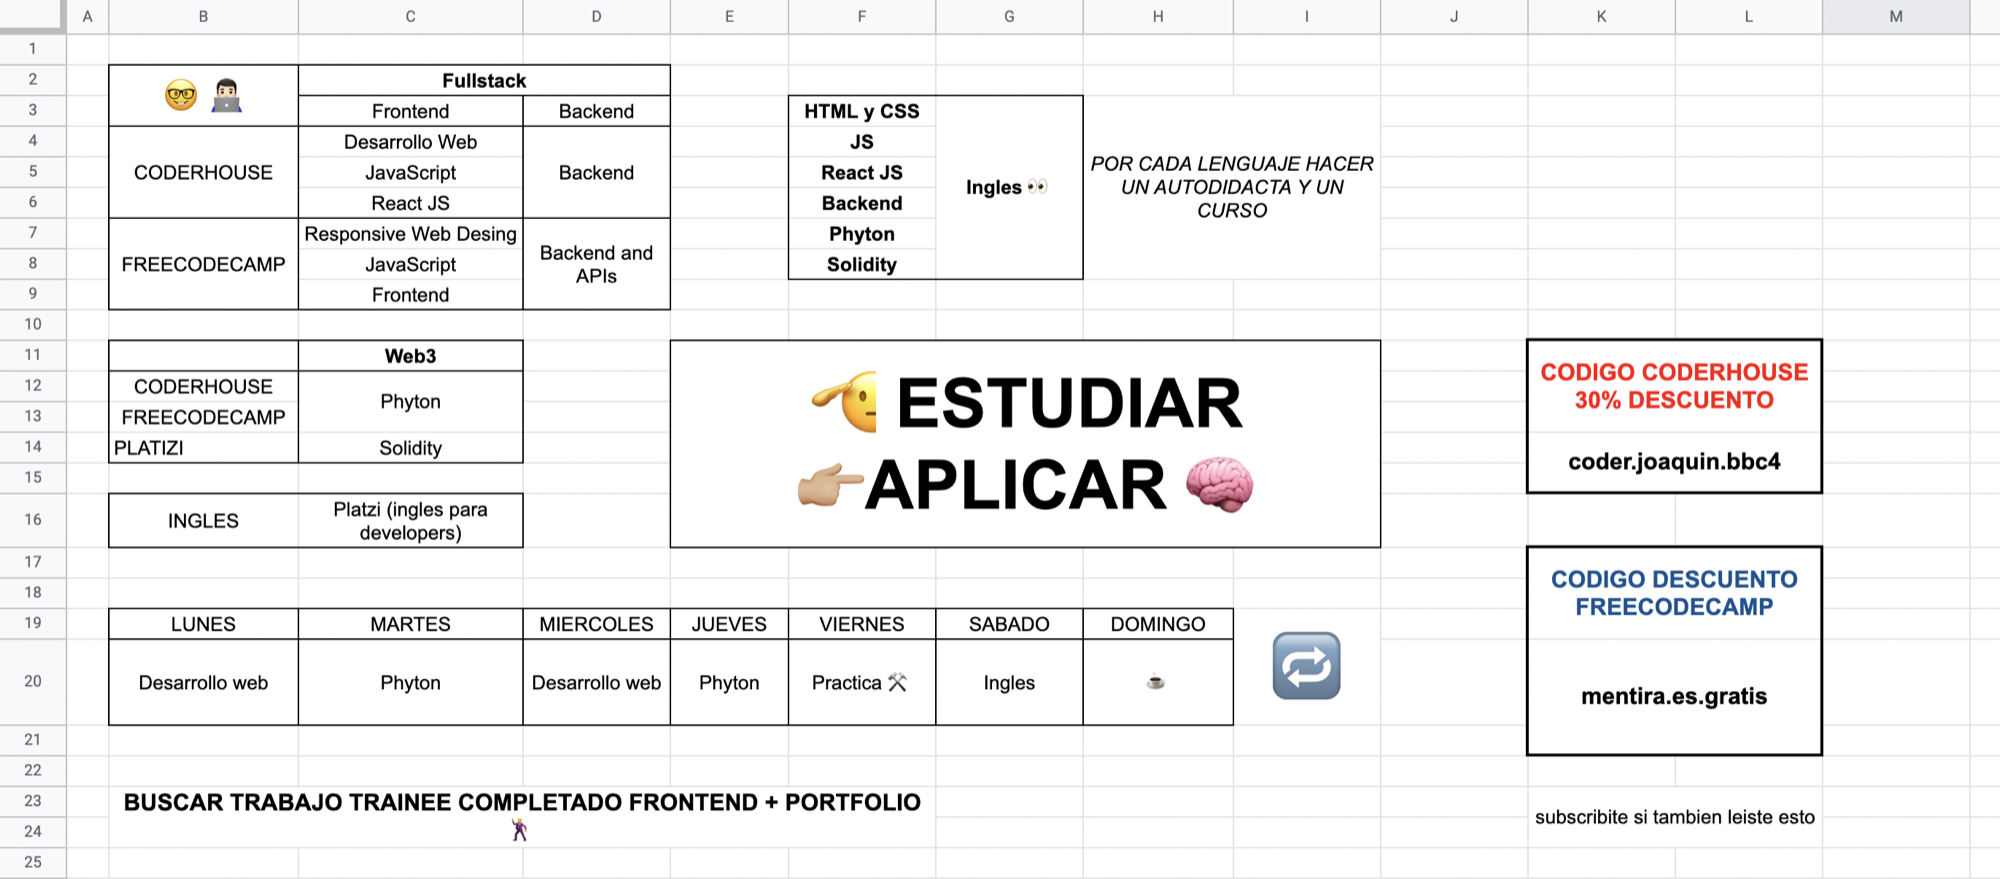 A B C D E F G H I J K L M
1
2 Fullstack
3 Frontend Backend HTML y CSS
4 Desarrollo Web JS
5 CODERHOUSE JavaScript Backend React JS Ingles 👀 POR CADA LENGUAJE HACER
UN AUTODIDACTA Y UN
CURSO
6 React JS Backend
7 Responsive Web Desing Phyton
8 FREECODECAMP JavaScript Backend and
APIs Solidity
9 Frontend
10
11 Web3
12 CODERHOUSE Phyton
13 FREECODECAMP
14 PLATIZI Solidity
15
ESTUDIAR
APLICAR
CODIGO CODERHOUSE
30% DESCUENTO
coder.joaquin.bbc4
16 INGLES Platzi (ingles para
developers)
17
18
CODIGO DESCUENTO
FREECODECAMP
mentira.es.gratis
19 LUNES MARTES MIERCOLES JUEVES VIERNES SABADO DOMINGO
20 Desarrollo web Phyton Desarrollo web Phyton Practica ⚒ Ingles ☕
21
22
23 BUSCAR TRABAJO TRAINEE COMPLETADO FRONTEND + PORTFOLIO
subscribite si tambien leiste esto
24
25